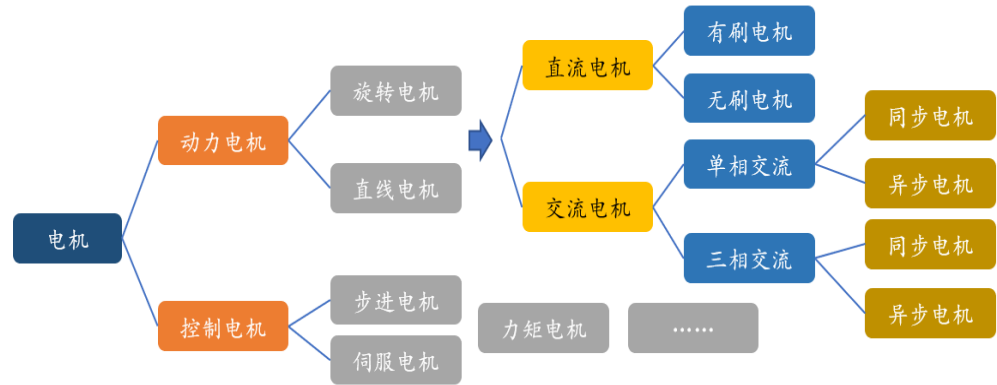 电机
动力电机
控制电机
旋转电机
直线电机
步进电机
伺服电机
力矩电机
……
直流电机
交流电机
有刷电机
无刷电机
单相交流
三相交流
同步电机
异步电机
同步电机
异步电机